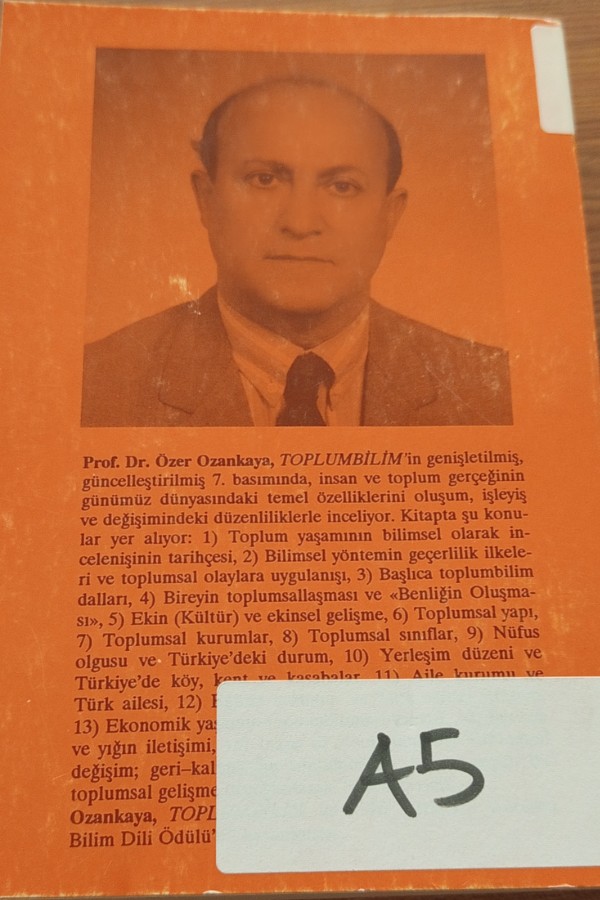 Prof. Dr. Özer Ozankaya, TOPLUMBİLİM'in genişletilmiş,
güncelleştirilmiş 7. basımında, insan ve toplum gerçeğinin
günümüz dünyasındaki temel özelliklerini oluşum, işleyiş
ve değişimindeki düzenliliklerle inceliyor. Kitapta şu konu-
lar yer alıyor: 1) Toplum yaşamının bilimsel olarak in-
celenişinin tarihçesi, 2) Bilimsel yöntemin geçerlilik ilkele-
ri ve toplumsal olaylara uygulanışı, 3) Başlıca toplumbilim
dalları, 4) Bireyin toplumsallaşması ve «Benliğin Oluşma-
sı», 5) Ekin (Kültür) ve ekinsel gelişme, 6) Toplumsal yapı,
7) Toplumsal kurumlar, 8) Toplumsal sınıflar, 9) Nüfus
olgusu ve Türkiye'deki durum, 10) Yerleşim düzeni ve
Türkiye'de köy, kent ve kasabalar, 11) Aile kurumu ve
Türk ailesi, 12)
13) Ekonomik
ve yığın iletişimi,
değişim; geri-kal
toplumsal gelişme
Ozankaya, TOPL
Bilim Dili Ödülü'
A5